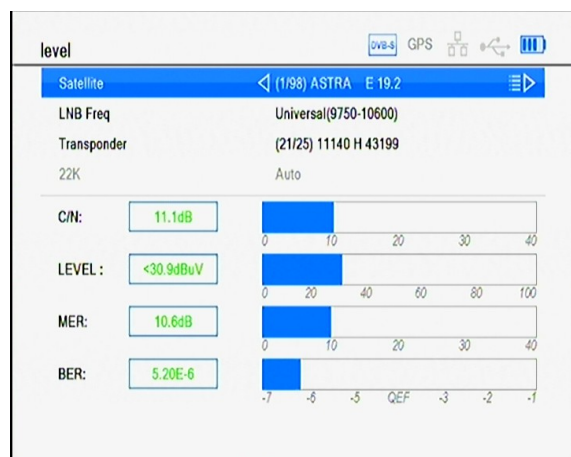 level DVB-S GPS
Satellite (1/98) ASTRA E 19.2
LNB Freq Universal(9750-10600)
Transponder (21/25) 11140 H 43199
22K Auto
C/N: 11.1dB
0 10 20 30 40
LEVEL : <30.9dBuV
0 20 40 60 80 100
MER: 10.6dB
0 10 20 30 40
BER: 5.20E-6
-7 -6 -5 QEF -3 -2 -1